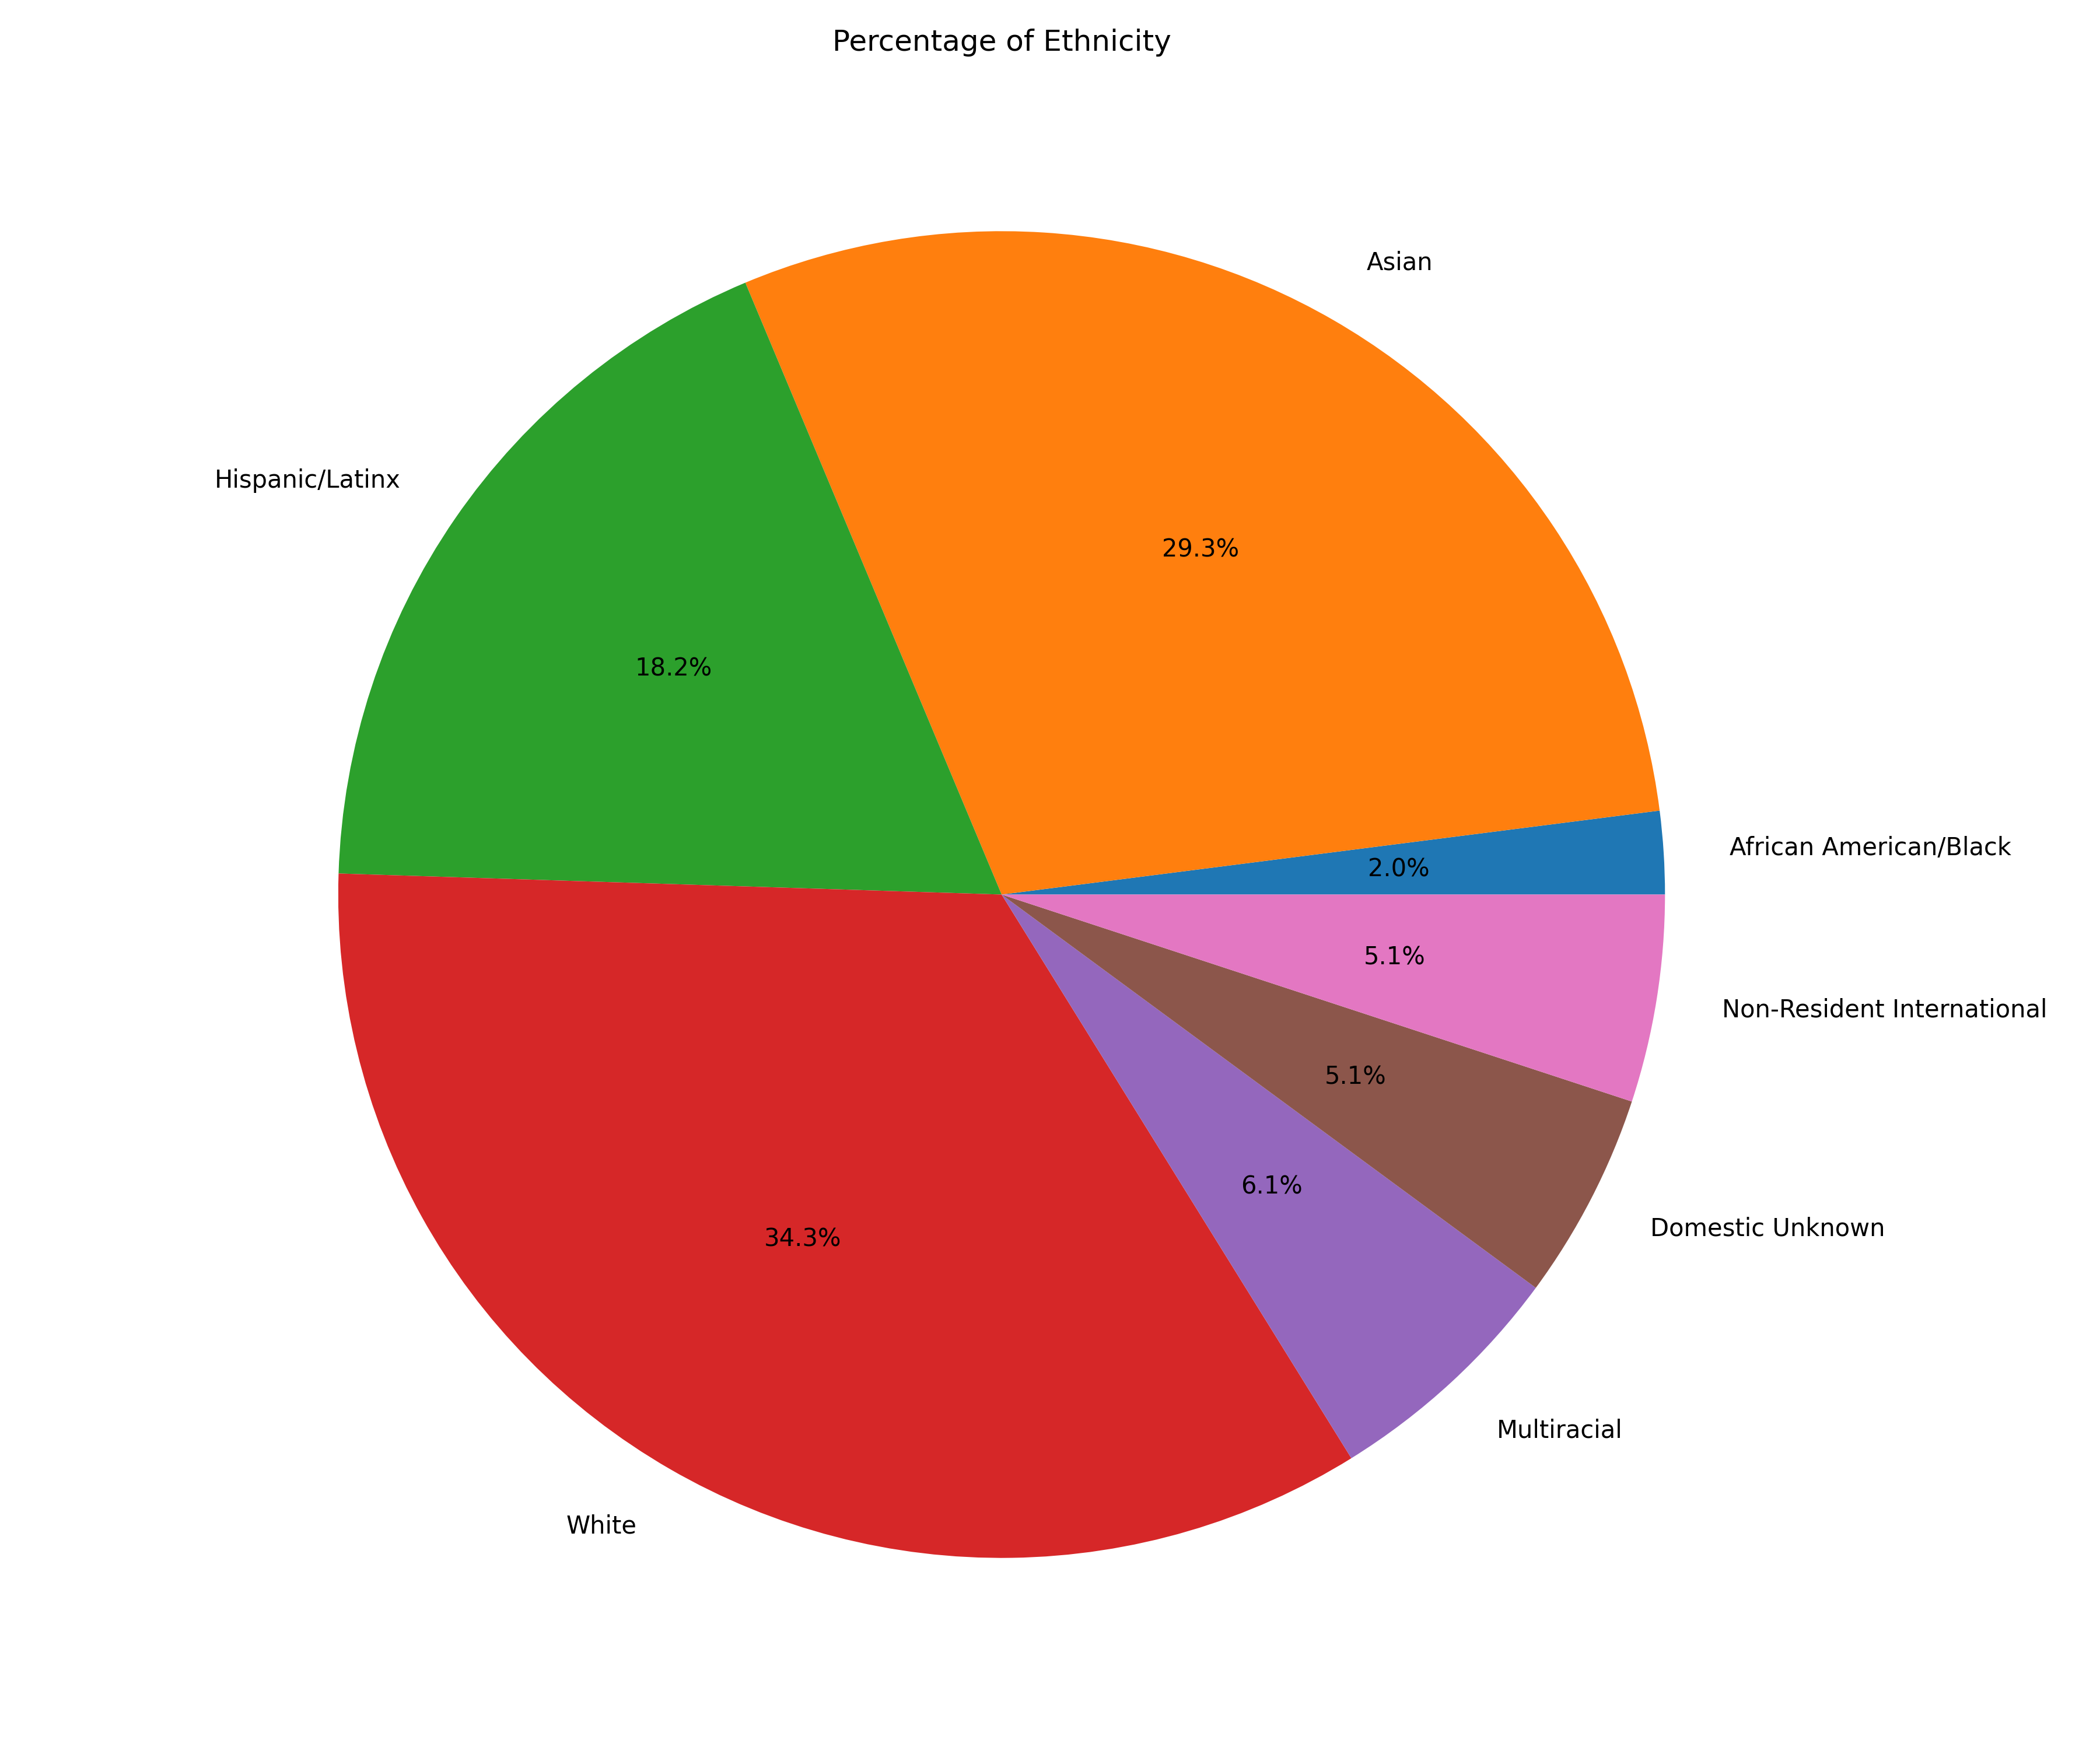 Percentage of Ethnicity
Asian
Hispanic/Latinx
29.3%
18.2%
African American/Black
2.0%
5.1%
Non-Resident International
5.1%
6.1%
Domestic Unknown
34.3%
Multiracial
White